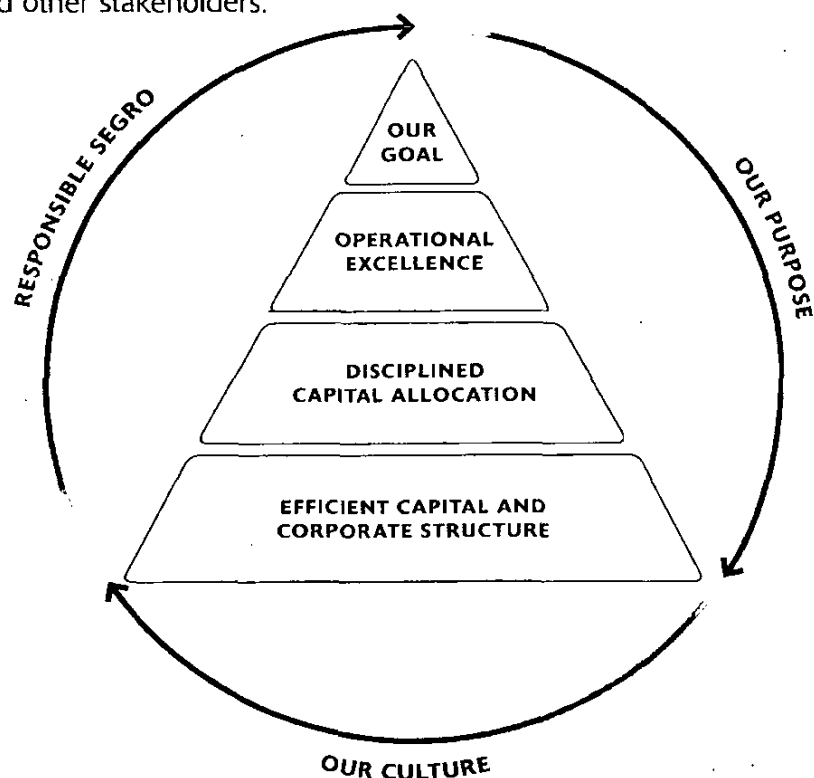 other stakeholders.
RESPONSIBLE SEGRO
OUR PURPOSE
OUR
GOAL
OPERATIONAL
EXCELLENCE
DISCIPLINED
CAPITAL ALLOCATION
EFFICIENT CAPITAL AND
CORPORATE STRUCTURE
OUR CULTURE